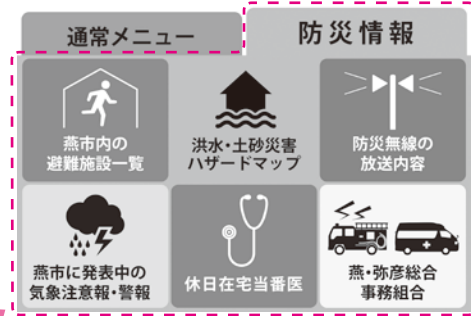 通常メニュー
防災情報
燕市内の
避難施設一覧
洪水・土砂災害
ハザードマップ
防災無線の
放送内容
燕市に発表中の
気象注意報・警報
休日在宅当番医
燕・弥彦総合
事務組合